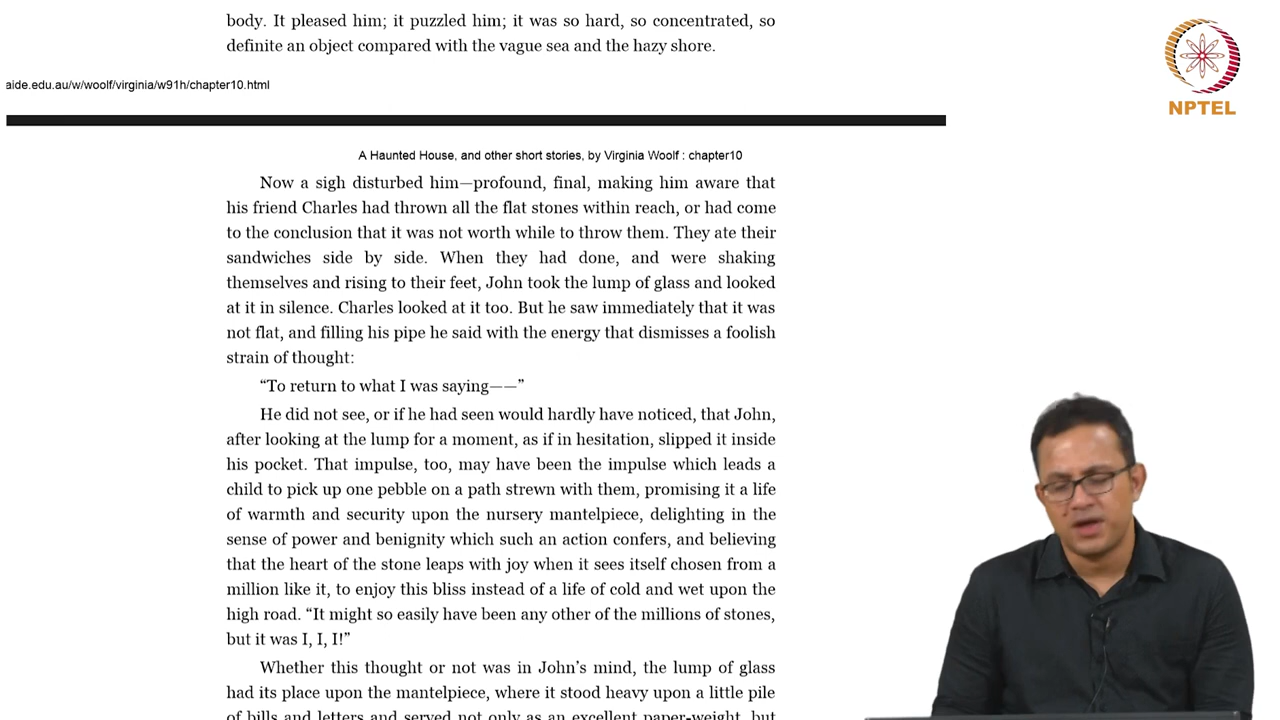 body. It pleased him; it puzzled him; it was so hard, so concentrated, so
definite an object compared with the vague sea and the hazy shore.
aide.edu.au/w/woolf/virginia/w91h/chapter10.html
NPTEL
A Haunted House, and other short stories, by Virginia Woolf : chapter10
Now a sigh disturbed him—profound, final, making him aware that
his friend Charles had thrown all the flat stones within reach, or had come
to the conclusion that it was not worth while to throw them. They ate their
sandwiches side by side. When they had done, and were shaking
themselves and rising to their feet, John took the lump of glass and looked
at it in silence. Charles looked at it too. But he saw immediately that it was
not flat, and filling his pipe he said with the energy that dismisses a foolish
strain of thought:
“To return to what I was saying——”
He did not see, or if he had seen would hardly have noticed, that John,
after looking at the lump for a moment, as if in hesitation, slipped it inside
his pocket. That impulse, too, may have been the impulse which leads a
child to pick up one pebble on a path strewn with them, promising it a life
of warmth and security upon the nursery mantelpiece, delighting in the
sense of power and benignity which such an action confers, and believing
that the heart of the stone leaps with joy when it sees itself chosen from a
million like it, to enjoy this bliss instead of a life of cold and wet upon the
high road. “It might so easily have been any other of the millions of stones,
but it was I, I, I!”
Whether this thought or not was in John’s mind, the lump of glass
had its place upon the mantelpiece, where it stood heavy upon a little pile
of bills and letters and served not only as an excellent paper-weight, but